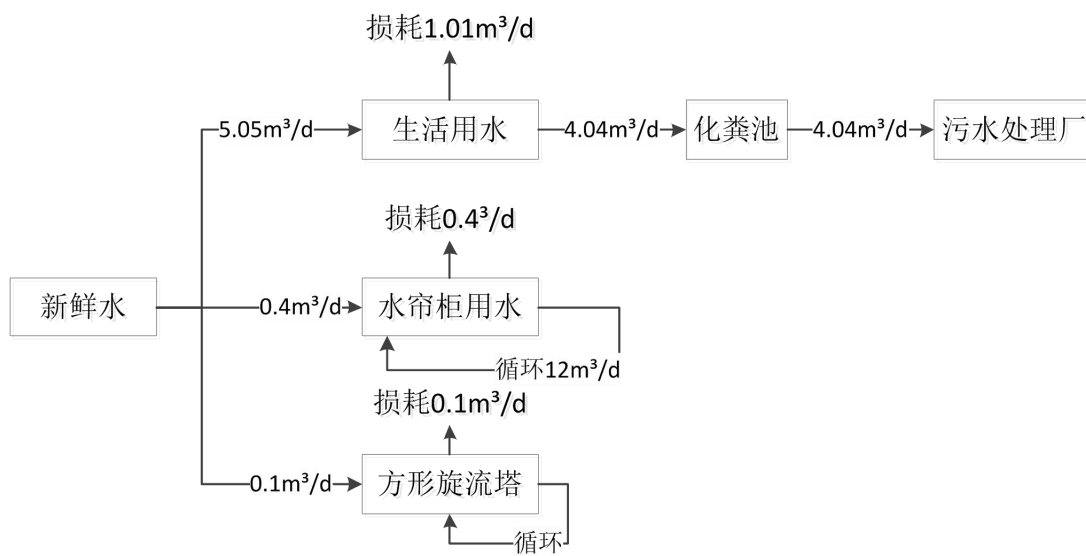 损耗1.01m³/d
5.05m³/d
生活用水
4.04m³/d
化粪池
4.04m³/d
污水处理厂
损耗0.4³/d
新鲜水
0.4m³/d
水帘柜用水
循环12m³/d
损耗0.1m³/d
0.1m³/d
方形旋流塔
循环